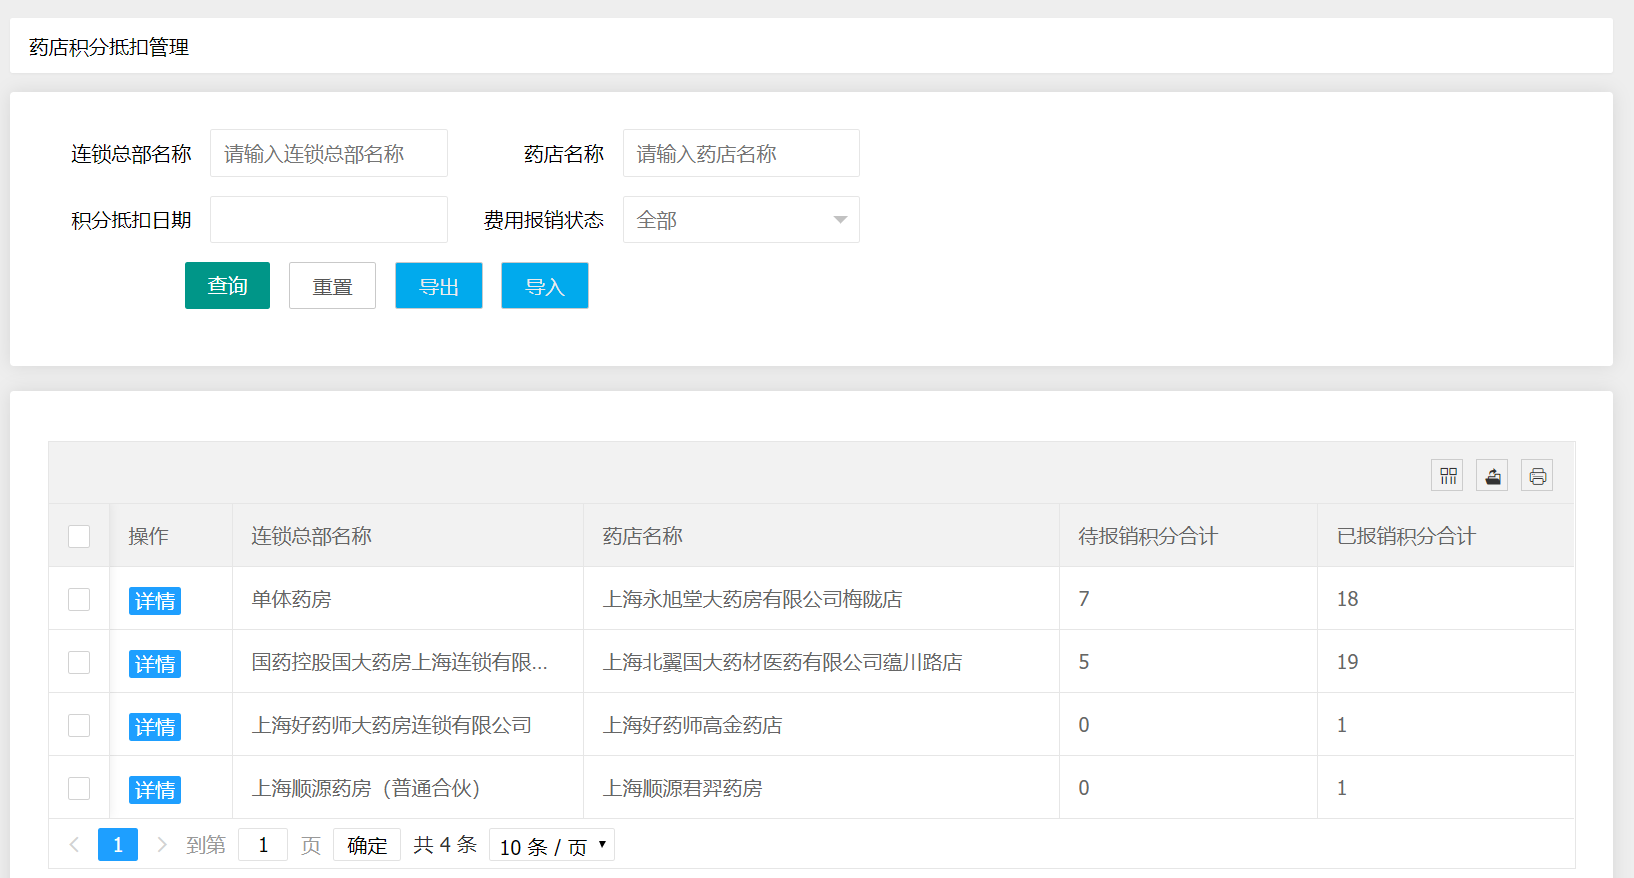 药店积分抵扣管理
连锁总部名称 请输入连锁总部名称 药店名称 请输入药店名称
积分抵扣日期 费用报销状态 全部
查询 重置 导出 导入
操作 连锁总部名称 药店名称 待报销积分合计 已报销积分合计
详情 单体药房 上海永旭堂大药房有限公司梅陇店 7 18
详情 国药控股国大药房上海连锁有限... 上海北翼国大药材医药有限公司蕴川路店 5 19
详情 上海好药师大药房连锁有限公司 上海好药师高金药店 0 1
详情 上海顺源药房（普通合伙） 上海顺源君羿药房 0 1
1 到第 1 页 确定 共 4 条 10 条 / 页